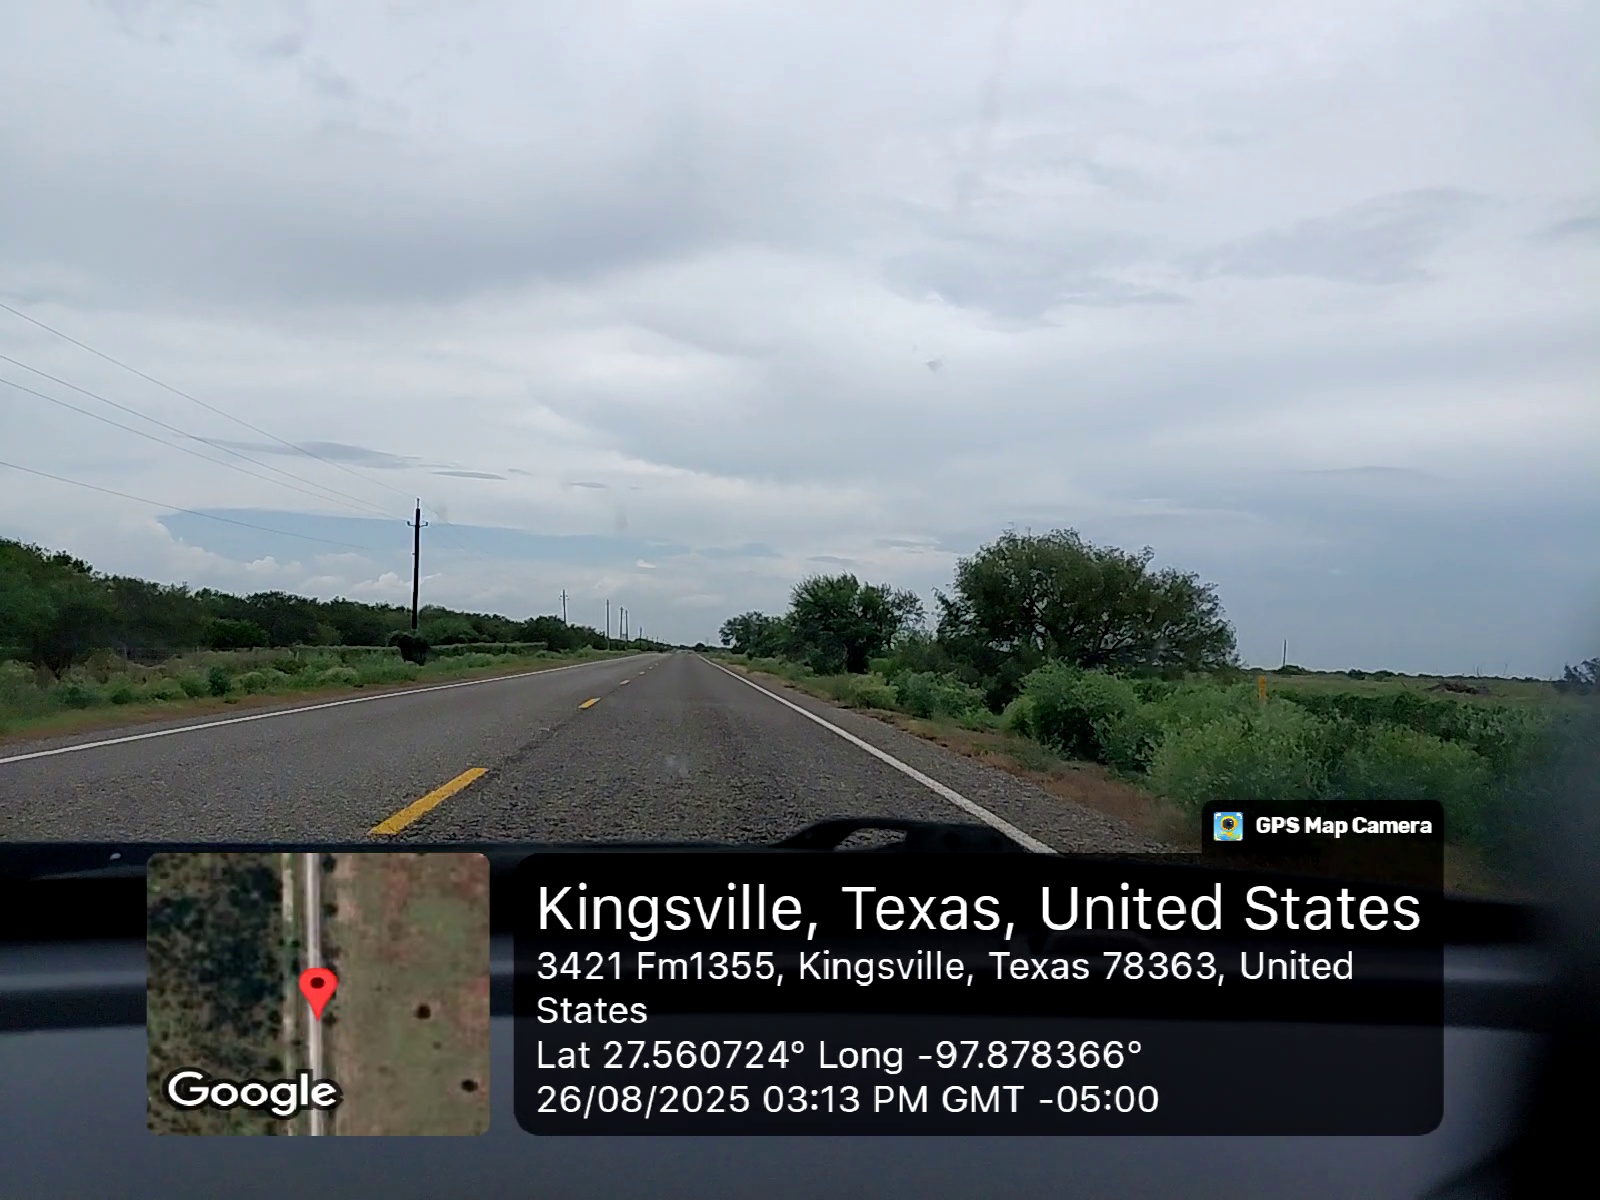 GPS Map Camera
Kingsville, Texas, United States
3421 Fm1355, Kingsville, Texas 78363, United
States
Lat 27.560724° Long -97.878366°
26/08/2025 03:13 PM GMT -05:00
Google